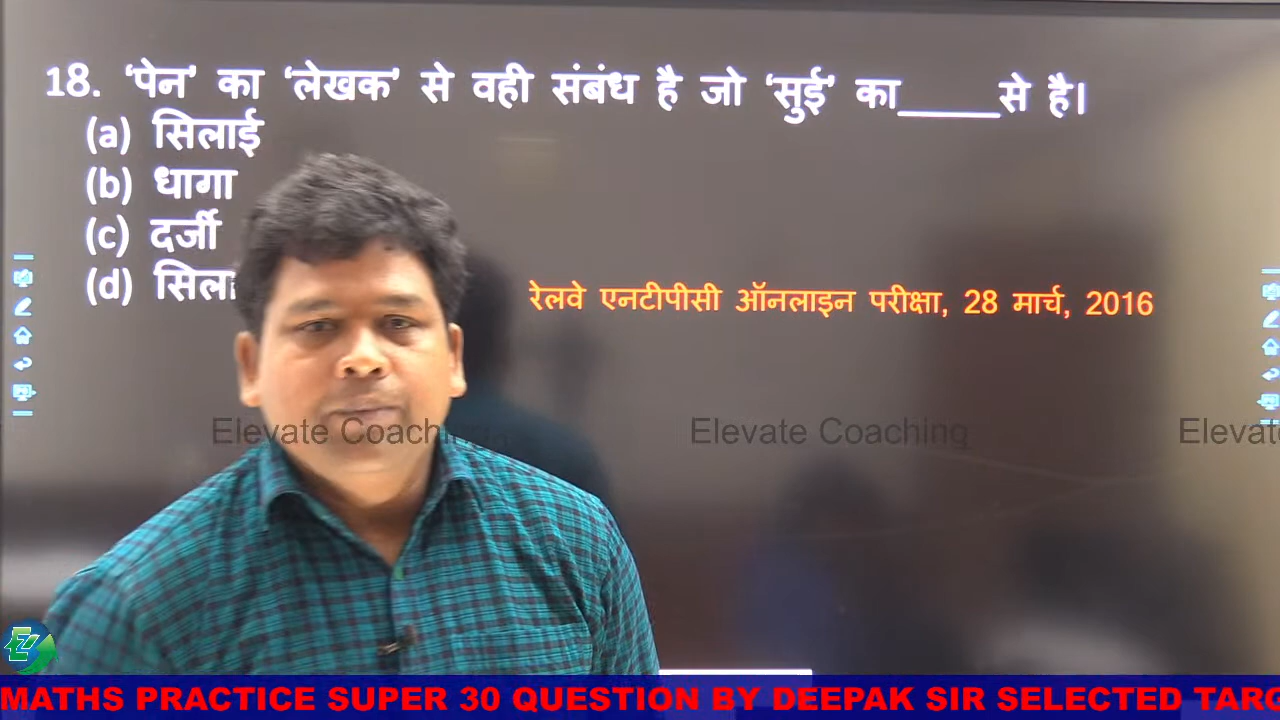 18. ‘पेन’ का ‘लेखक’ से वही संबंध है जो ‘सुई’ का_____से है।
(a) सिलाई
(b) धागा
(c) दर्जी
(d)
रेलवे एनटीपीसी ऑनलाइन परीक्षा, 28 मार्च, 2016
Elevate Coaching Elevate Coaching
MATHS PRACTICE SUPER 30 QUESTION BY DEEPAK SIR SELECTED